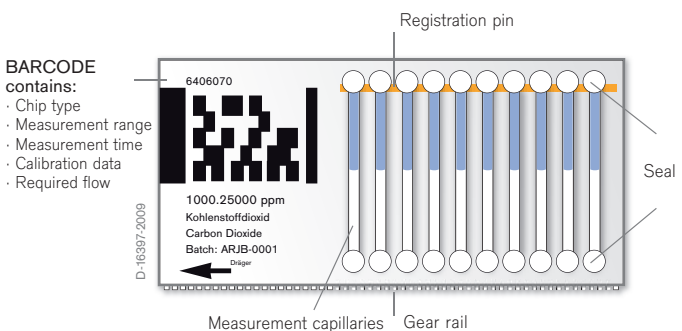 Registration pin
BARCODE
contains:
· Chip type
· Measurement range
· Measurement time
· Calibration data
· Required flow
6406070
1000.25000 ppm
Kohlenstoffdioxid
Carbon Dioxide
Batch: ARJB-0001
Dräger
D-16397-2009
Seal
Measurement capillaries
Gear rail